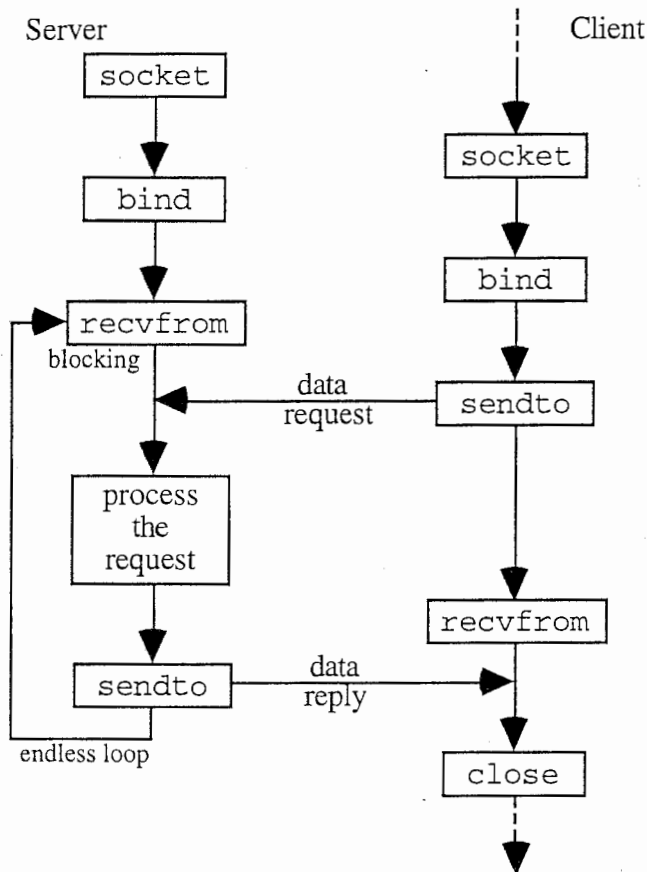 Server
Client
socket
socket
bind
bind
recvfrom
blocking
data
request
sendto
process
the
request
recvfrom
sendto
data
reply
endless loop
close